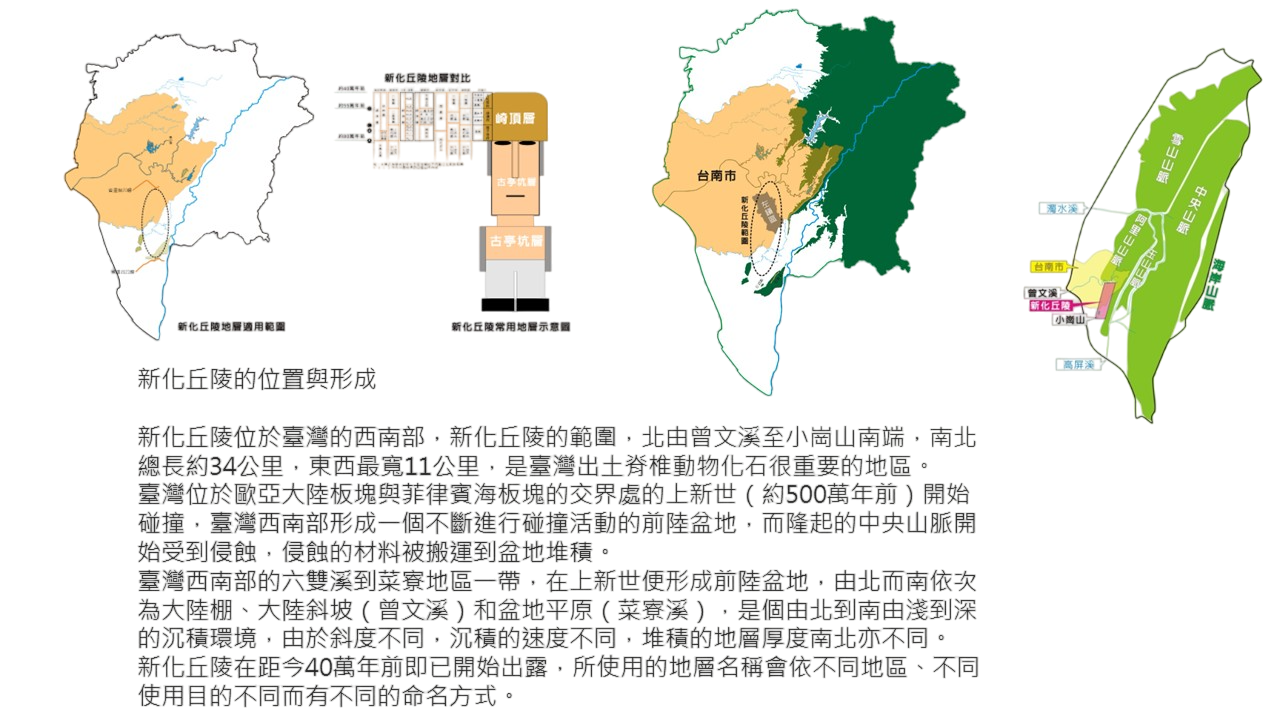 新化丘陵地層對比
崎頂層
古亭坑層
古亭坑層
新化丘陵地層適用範圍
新化丘陵常用地層示意圖
台南市
新化丘陵範圍
雪山山脈
中央山脈
濁水溪
阿里山山脈
玉山山脈
海岸山脈
台南市
曾文溪
新化丘陵
小崗山
高屏溪
新化丘陵的位置與形成
新化丘陵位於臺灣的西南部，新化丘陵的範圍，北由曾文溪至小崗山南端，南北
總長約34公里，東西最寬11公里，是臺灣出土脊椎動物化石很重要的地區。
臺灣位於歐亞大陸板塊與菲律賓海板塊的交界處的上新世（約500萬年前）開始
碰撞，臺灣西南部形成一個不斷進行碰撞活動的前陸盆地，而隆起的中央山脈開
始受到侵蝕，侵蝕的材料被搬運到盆地堆積。
臺灣西南部的六雙溪到菜寮地區一帶，在上新世便形成前陸盆地，由北而南依次
為大陸棚、大陸斜坡（曾文溪）和盆地平原（菜寮溪），是個由北到南由淺到深
的沉積環境，由於斜度不同，沉積的速度不同，堆積的地層厚度南北亦不同。
新化丘陵在距今40萬年前即已開始出露，所使用的地層名稱會依不同地區、不同
使用目的不同而有不同的命名方式。